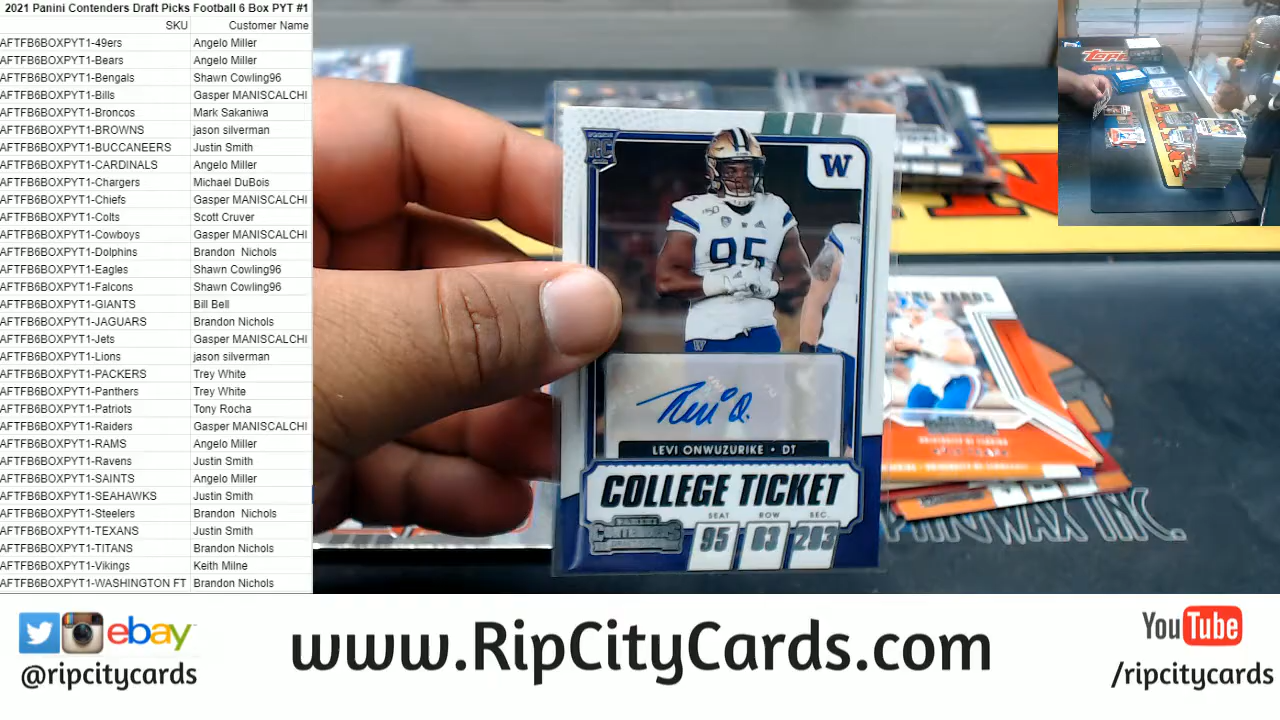 2021 Panini Contenders Draft Picks Football 6 Box PYT #1
SKU Customer Name
AFTFB6BOXPYT1-49ers Angelo Miller
AFTFB6BOXPYT1-Bears Angelo Miller
AFTFB6BOXPYT1-Bengals Shawn Cowling96
AFTFB6BOXPYT1-Bills Gasper MANISCALCHI
AFTFB6BOXPYT1-Broncos Mark Sakaniwa
AFTFB6BOXPYT1-BROWNS jason silverman
AFTFB6BOXPYT1-BUCCANEERS Justin Smith
AFTFB6BOXPYT1-CARDINALS Angelo Miller
AFTFB6BOXPYT1-Chargers Michael DuBois
AFTFB6BOXPYT1-Chiefs Gasper MANISCALCHI
AFTFB6BOXPYT1-Colts Scott Cruver
AFTFB6BOXPYT1-Cowboys Gasper MANISCALCHI
AFTFB6BOXPYT1-Dolphins Brandon Nichols
AFTFB6BOXPYT1-Eagles Shawn Cowling96
AFTFB6BOXPYT1-Falcons Shawn Cowling96
AFTFB6BOXPYT1-GIANTS Bill Bell
AFTFB6BOXPYT1-JAGUARS Brandon Nichols
AFTFB6BOXPYT1-Jets Gasper MANISCALCHI
AFTFB6BOXPYT1-Lions jason silverman
AFTFB6BOXPYT1-PACKERS Trey White
AFTFB6BOXPYT1-Panthers Trey White
AFTFB6BOXPYT1-Patriots Tony Rocha
AFTFB6BOXPYT1-Raiders Gasper MANISCALCHI
AFTFB6BOXPYT1-RAMS Angelo Miller
AFTFB6BOXPYT1-Ravens Justin Smith
AFTFB6BOXPYT1-SAINTS Angelo Miller
AFTFB6BOXPYT1-SEAHAWKS Justin Smith
AFTFB6BOXPYT1-Steelers Brandon Nichols
AFTFB6BOXPYT1-TEXANS Justin Smith
AFTFB6BOXPYT1-TITANS Brandon Nichols
AFTFB6BOXPYT1-Vikings Keith Milne
AFTFB6BOXPYT1-WASHINGTON FT Brandon Nichols
RC
W
95
W
LEVI ONWUZURIKE • DT
COLLEGE TICKET
SEAT ROW SEC.
95 03 203
PANINI
CONTENDERS
TOPPS
INC.
ebay
@ripcitycards
www.RipCityCards.com
YouTube
/ripcitycards